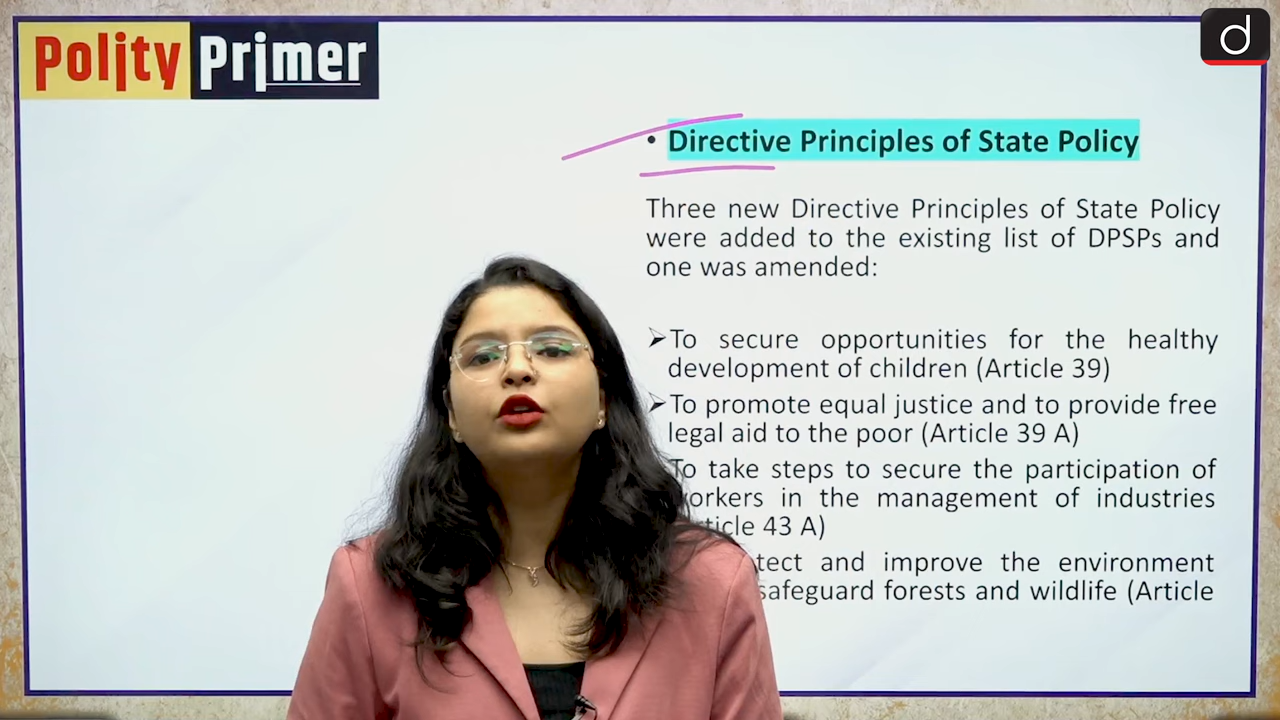 Polity Primer
d
• Directive Principles of State Policy
Three new Directive Principles of State Policy
were added to the existing list of DPSPs and
one was amended:
➢To secure opportunities for the healthy
development of children (Article 39)
➢To promote equal justice and to provide free
legal aid to the poor (Article 39 A)
To take steps to secure the participation of
in the management of industries
43 A)
and improve the environment
safeguard forests and wildlife (Article